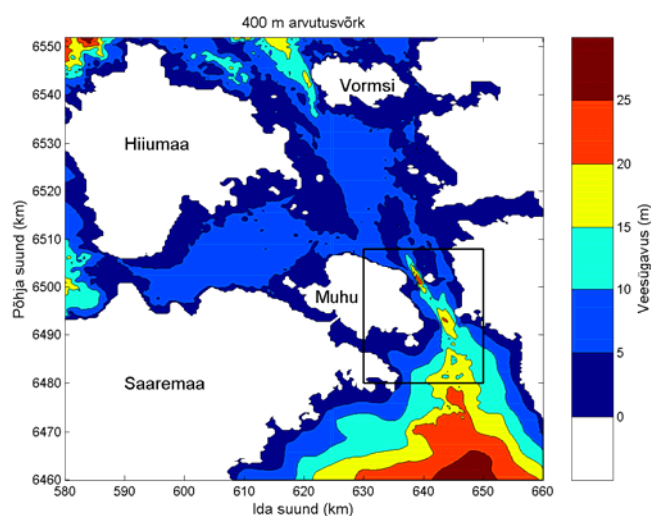 400 m arvutusvõrk
6550
6540
6530
6520
6510
6500
6490
6480
6470
6460
Põhja suund (km)
Vormsi
Hiiumaa
Muhu
Saaremaa
580 590 600 610 620 630 640 650 660
Ida suund (km)
25
20
15
10
5
0
Veesügavus (m)